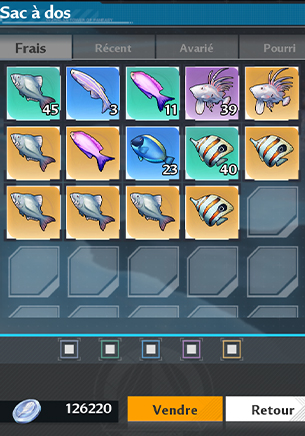 Sac à dos
Frais Récent Avarié Pourri
45 3 11 39
23 40
126220 Vendre Retour